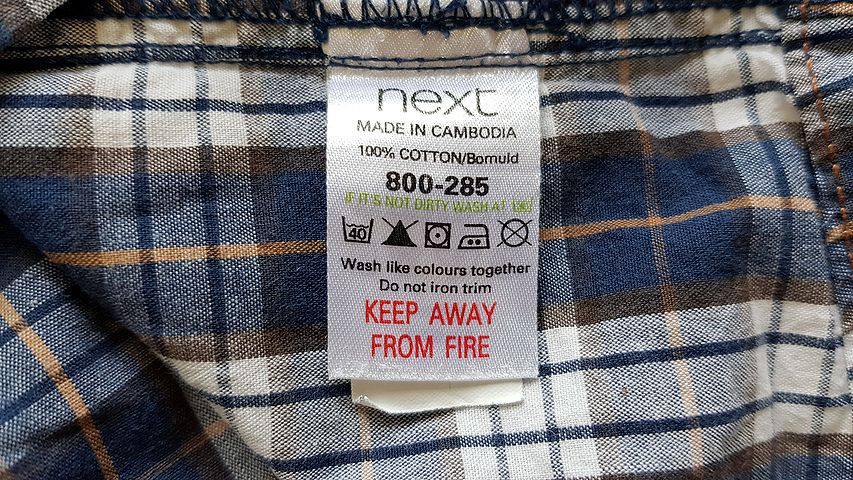 next
MADE IN CAMBODIA
100% COTTON/Bomuld
800-285
IF IT'S NOT DIRTY WASH AT 30°
40
Wash like colours together
Do not iron trim
KEEP AWAY
FROM FIRE